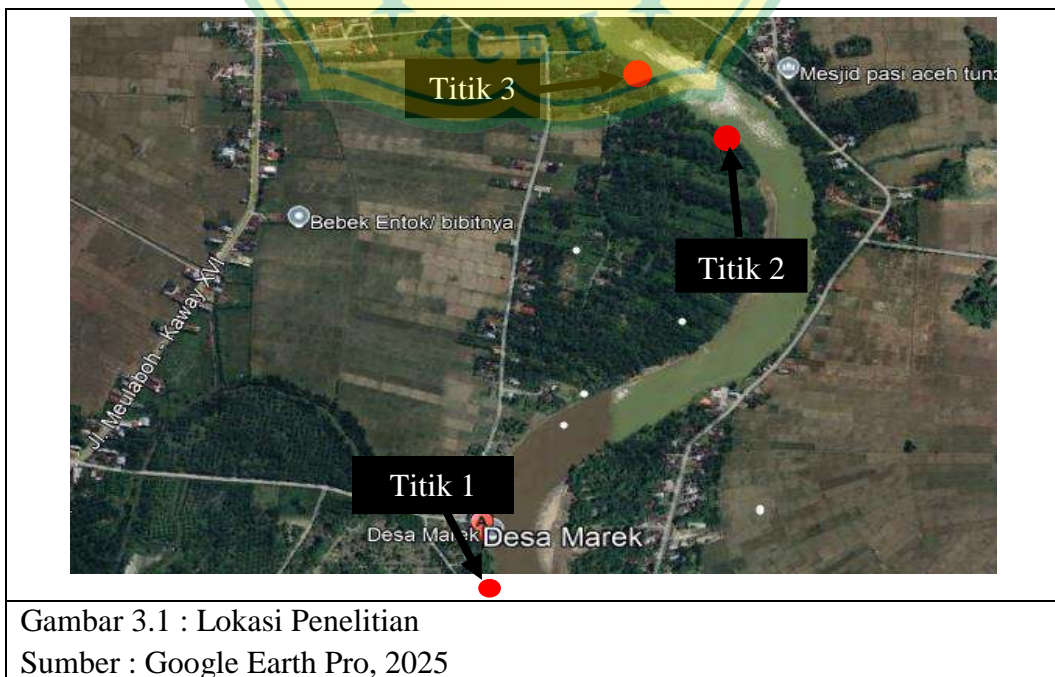 ACEH
Titik 3
Mesjid pasi aceh tun
Bebek Entok/ bibitnya
Titik 2
Jl. Meulaboh - Kaway XVI
Titik 1
A
Desa Marek
Desa Marek
Gambar 3.1 : Lokasi Penelitian
Sumber : Google Earth Pro, 2025